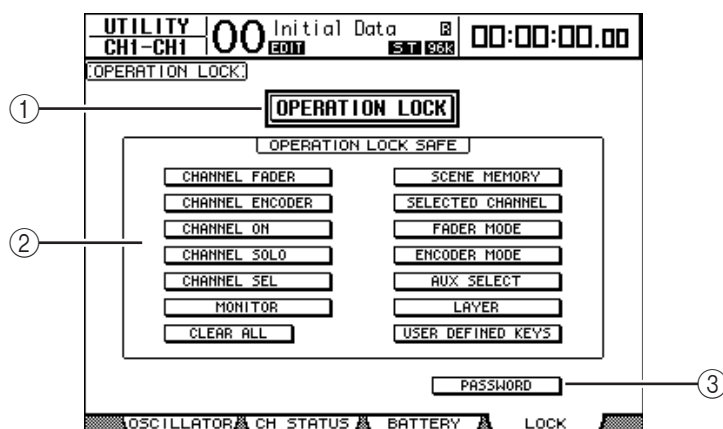 UTILITY 00 Initial Data R 00:00:00.00
CH1-CH1 EDIT ST 96K
OPERATION LOCK
① OPERATION LOCK
OPERATION LOCK SAFE
CHANNEL FADER SCENE MEMORY
CHANNEL ENCODER SELECTED CHANNEL
CHANNEL ON FADER MODE
② CHANNEL SOLO ENCODER MODE
CHANNEL SEL AUX SELECT
MONITOR LAYER
CLEAR ALL USER DEFINED KEYS
PASSWORD ③
OSCILLATOR CH STATUS BATTERY LOCK